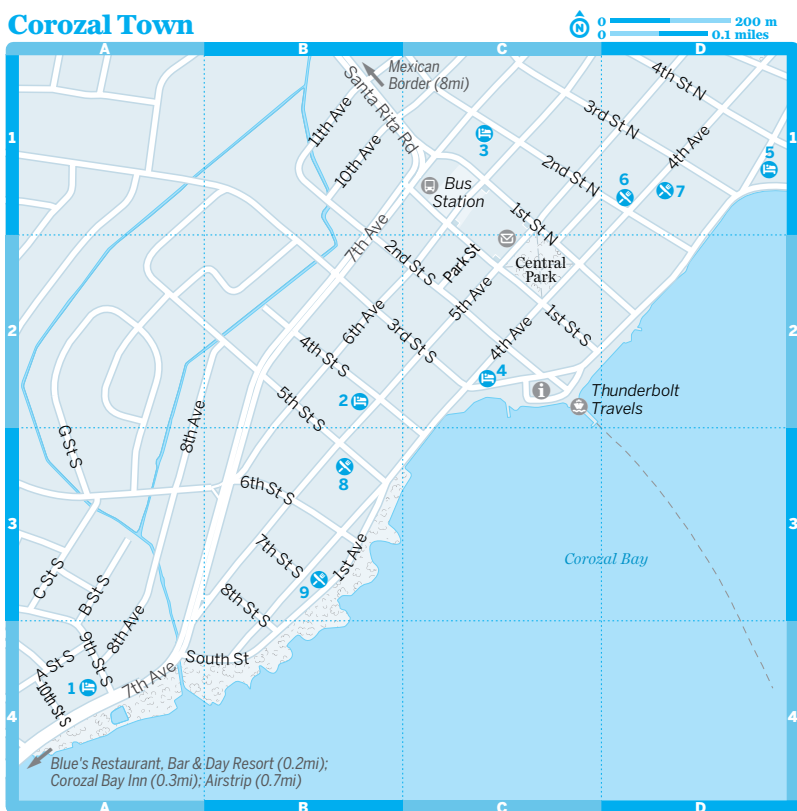 Corozal Town
N
0 200 m
0 0.1 miles
A B C D
1
2
3
4
Mexican
Border (8mi)
Santa Rita Rd
11th Ave
10th Ave
7th Ave
3
Bus
Station
4th St N
3rd St N
4th Ave
2nd St N
5
6
7
1st St N
Central
Park
Park St
2nd St S
5th Ave
6th Ave
3rd St S
4th Ave
1st St S
4th St S
4
i
Thunderbolt
Travels
2
5th St S
8th Ave
G St S
8
6th St S
7th St S
1st Ave
9
8th St S
Corozal Bay
C St S
B St S
8th Ave
9th St S
A St S
10th St S
1
7th Ave
South St
Blue's Restaurant, Bar & Day Resort (0.2mi);
Corozal Bay Inn (0.3mi); Airstrip (0.7mi)
1
2
3
4
A B C D